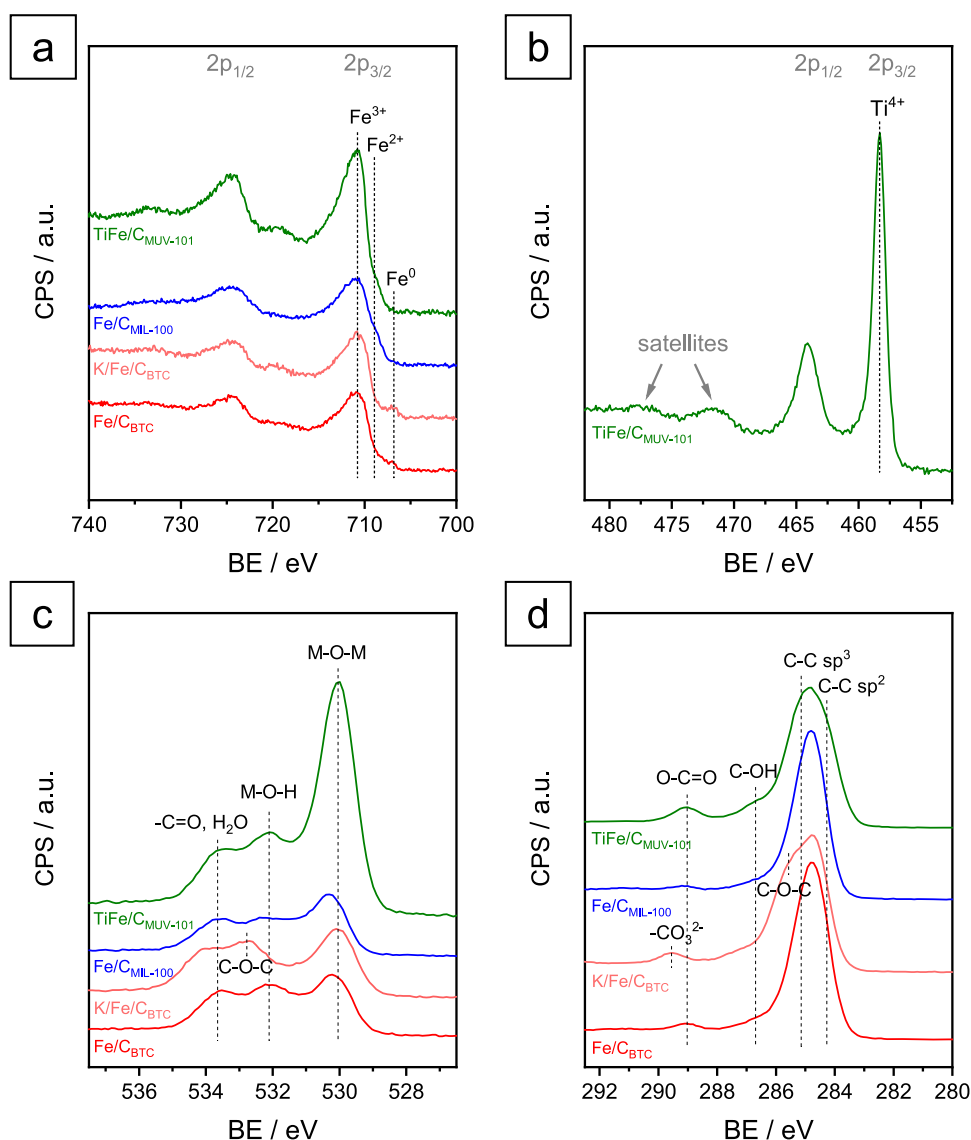 a
2p1/2 2p3/2
Fe3+
Fe2+
Fe0
TiFe/CMUV-101
Fe/CMIL-100
K/Fe/CBTC
Fe/CBTC
CPS / a.u.
740 730 720 710 700
BE / eV
b
2p1/2 2p3/2
Ti4+
satellites
TiFe/CMUV-101
CPS / a.u.
480 475 470 465 460 455
BE / eV
c
M-O-M
M-O-H
-C=O, H2O
TiFe/CMUV-101
Fe/CMIL-100
C-O-C
K/Fe/CBTC
Fe/CBTC
CPS / a.u.
536 534 532 530 528
BE / eV
d
C-C sp3
C-C sp2
O-C=O C-OH
TiFe/CMUV-101
Fe/CMIL-100
C-O-C
-CO32-
K/Fe/CBTC
Fe/CBTC
CPS / a.u.
292 290 288 286 284 282 280
BE / eV